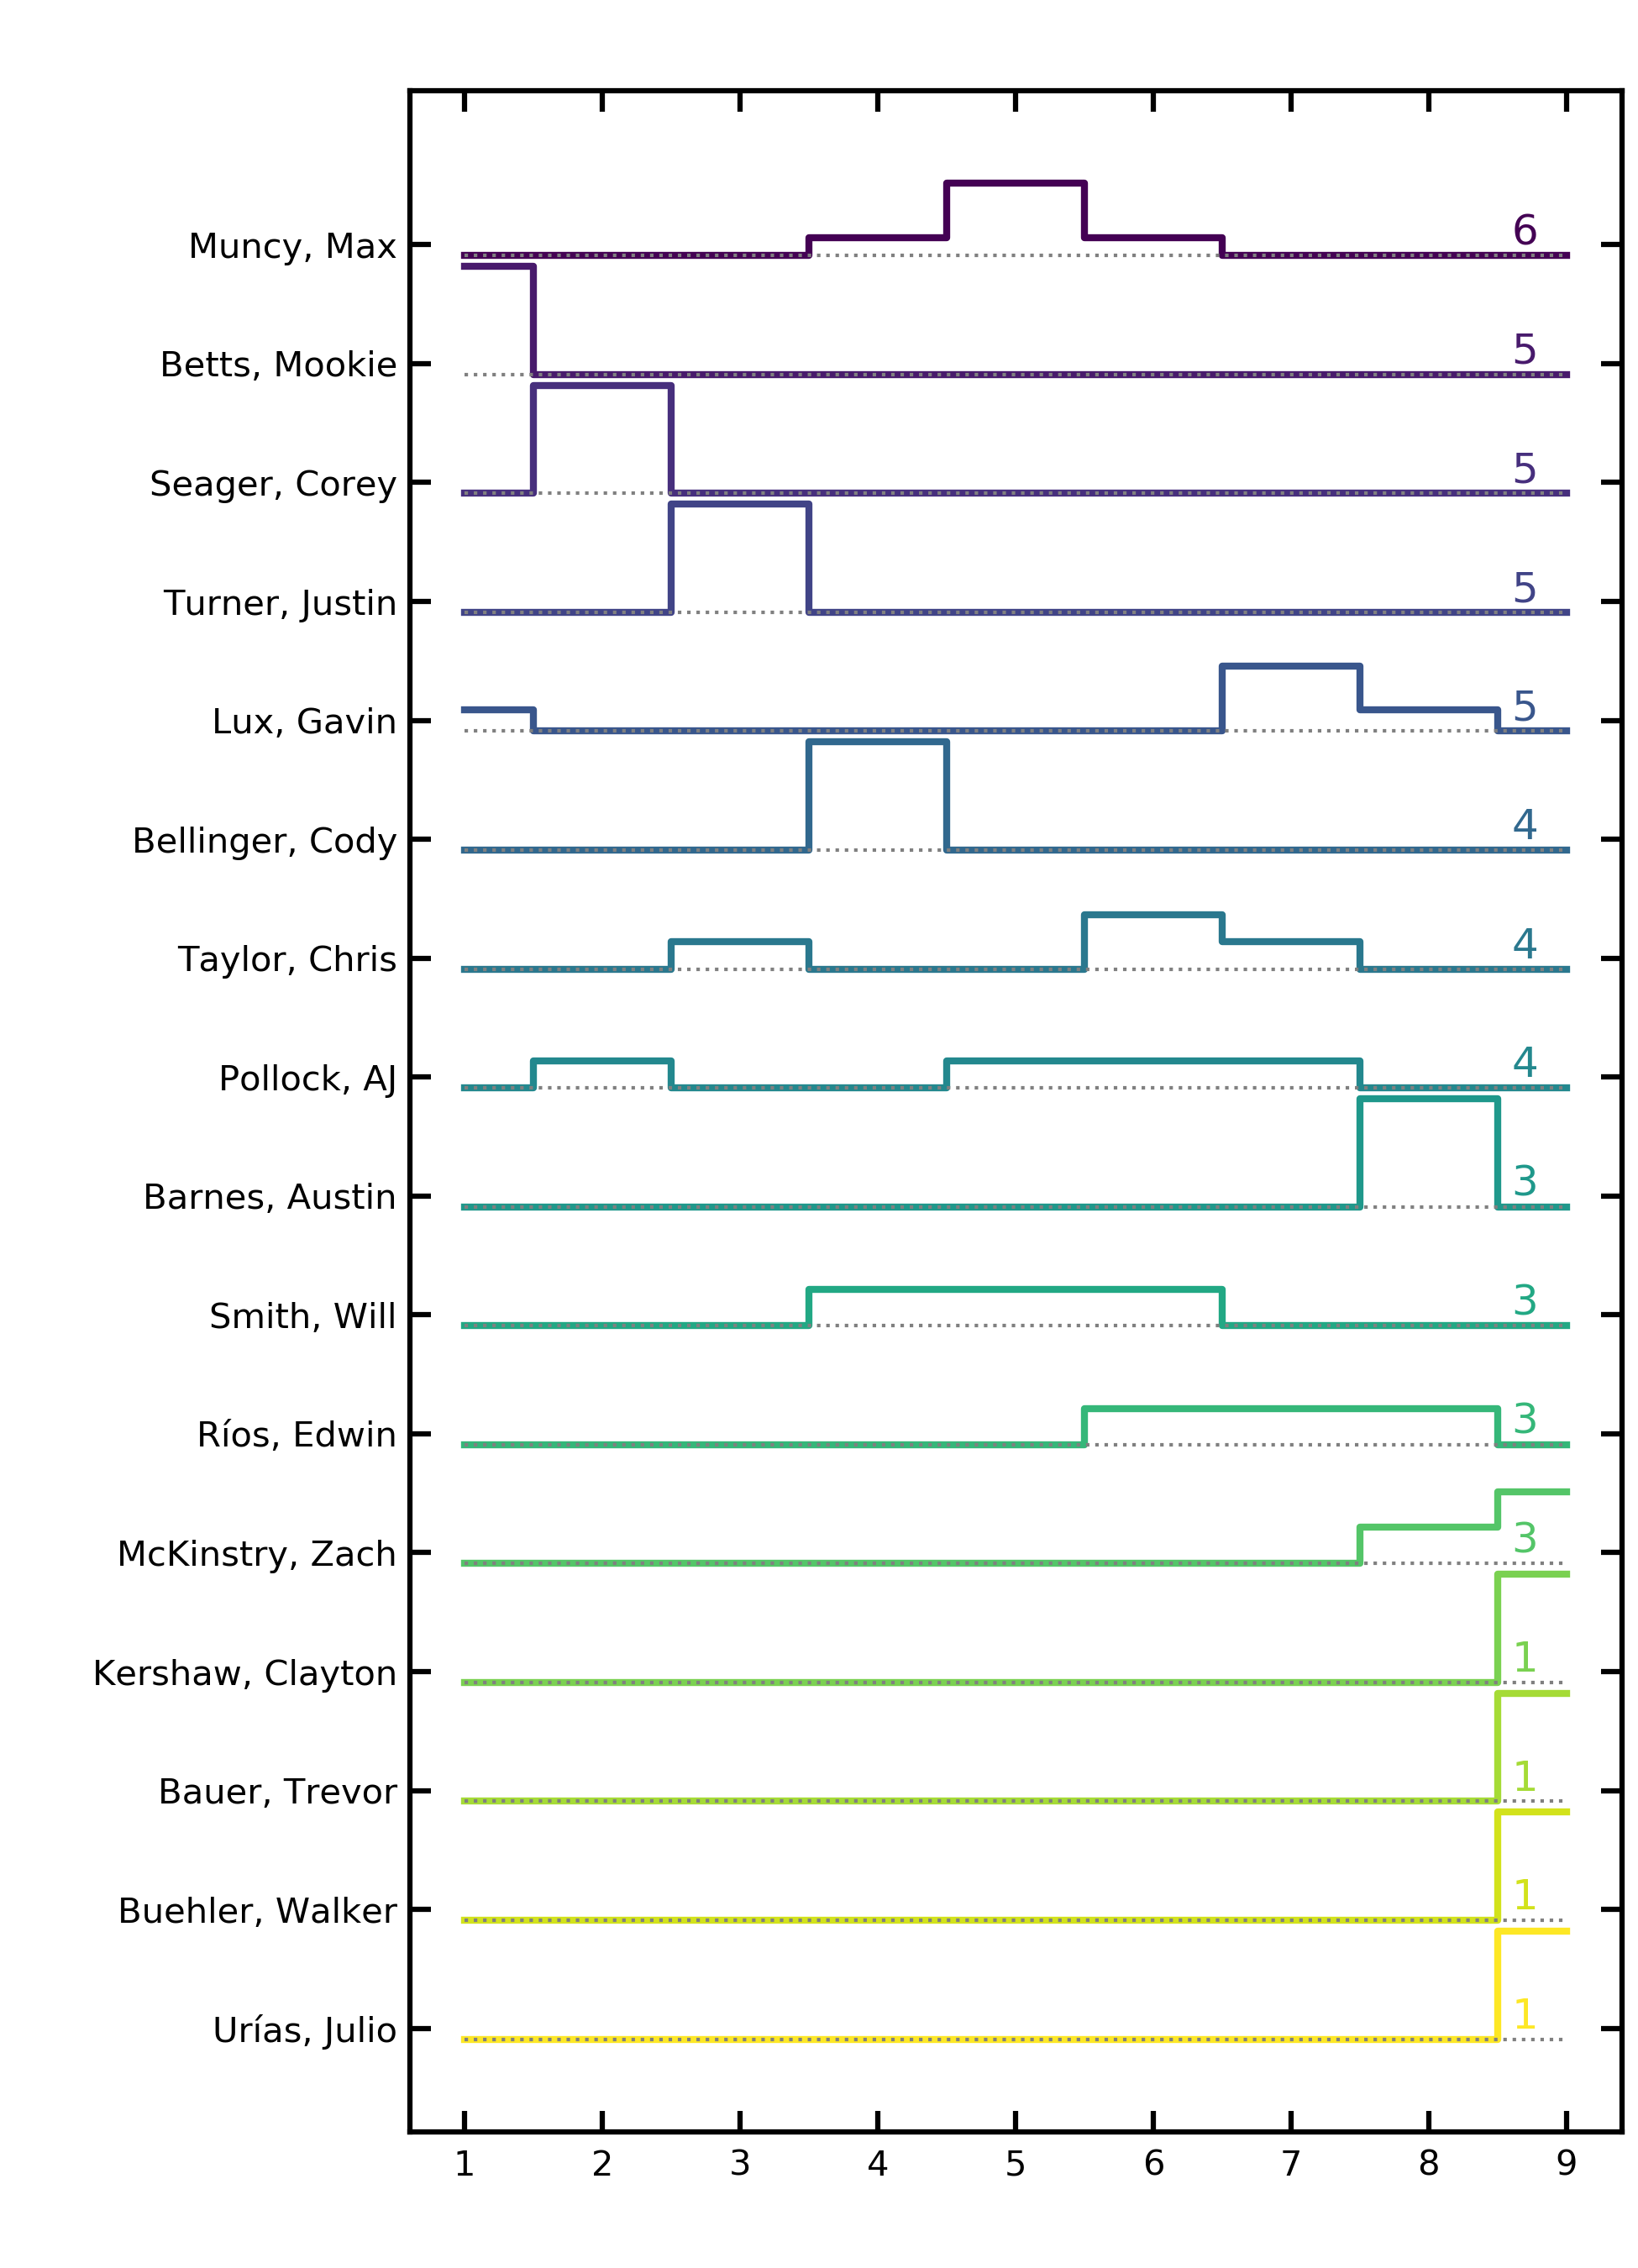 Muncy, Max 6
Betts, Mookie 5
Seager, Corey 5
Turner, Justin 5
Lux, Gavin 5
Bellinger, Cody 4
Taylor, Chris 4
Pollock, AJ 4
Barnes, Austin 3
Smith, Will 3
Ríos, Edwin 3
McKinstry, Zach 3
Kershaw, Clayton 1
Bauer, Trevor 1
Buehler, Walker 1
Urías, Julio 1
1 2 3 4 5 6 7 8 9